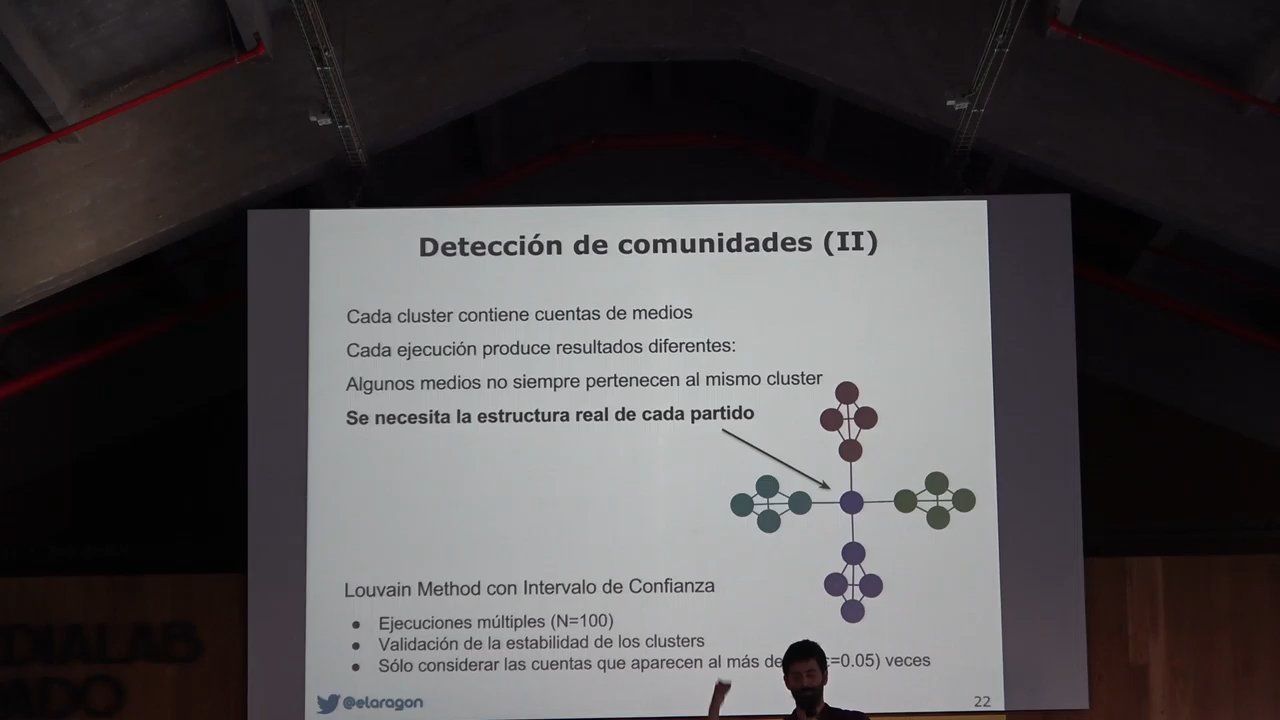 Detección de comunidades (II)
Cada cluster contiene cuentas de medios
Cada ejecución produce resultados diferentes:
Algunos medios no siempre pertenecen al mismo cluster
Se necesita la estructura real de cada partido
Louvain Method con Intervalo de Confianza
● Ejecuciones múltiples (N=100)
● Validación de la estabilidad de los clusters
● Sólo considerar las cuentas que aparecen al más de =0.05) veces
@elaragon
22
DIALAB